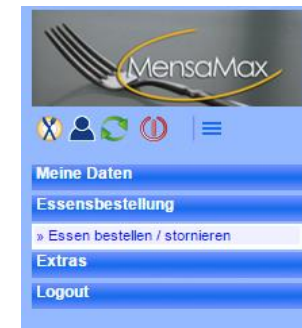 MensaMax
Meine Daten
Essensbestellung
» Essen bestellen / stornieren
Extras
Logout